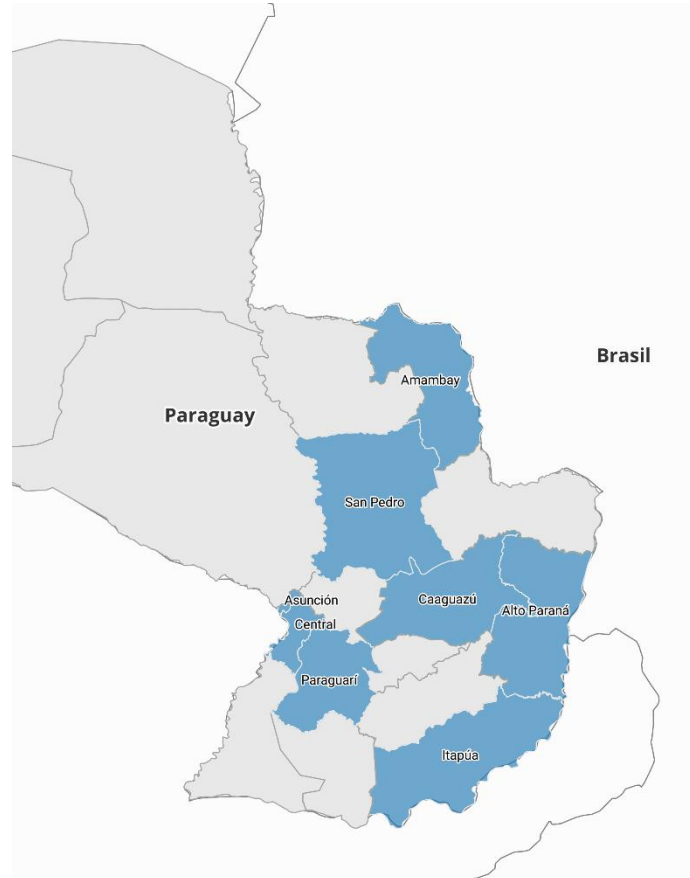 Brasil
Amambay
Paraguay
San Pedro
Asunción
Caaguazú
Alto Paraná
Central
Paraguarí
Itapúa